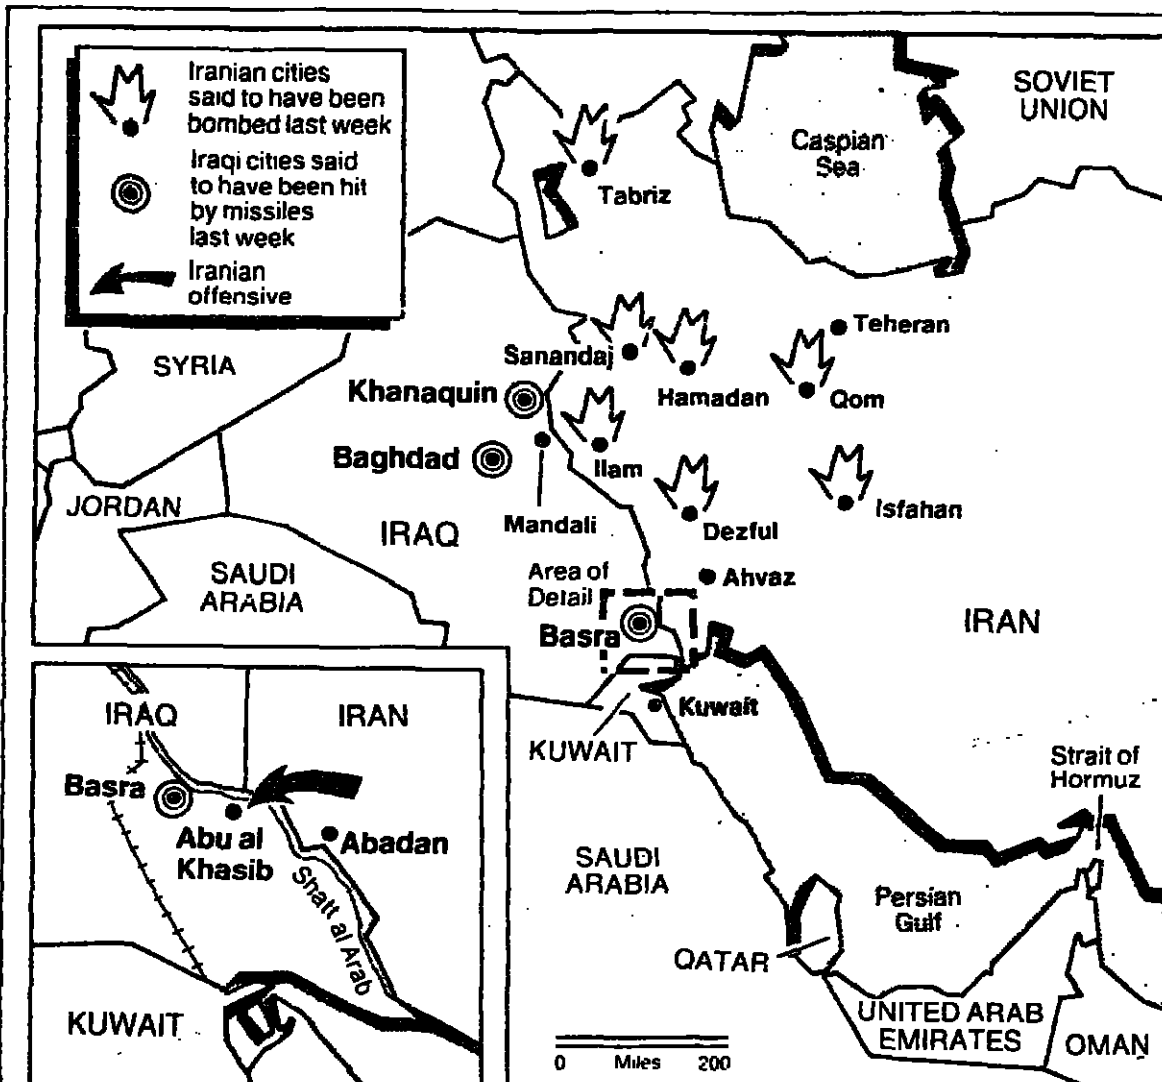 Iranian cities
said to have been
bombed last week
Iraqi cities said
to have been hit
by missiles
last week
Iranian
offensive
SOVIET
UNION
Caspian
Sea
Tabriz
Teheran
SYRIA
Sanandaj
Khanaquin
Hamadan
Qom
Baghdad
Ilam
JORDAN
Mandali
Dezful
Isfahan
IRAQ
SAUDI
ARABIA
Area of
Detail
Ahvaz
Basra
IRAN
Kuwait
KUWAIT
Strait of
Hormuz
SAUDI
ARABIA
Persian
Gulf
QATAR
UNITED ARAB
EMIRATES
OMAN
0 Miles 200
IRAQ
IRAN
Basra
Abu al
Khasib
Abadan
Shatt al Arab
KUWAIT